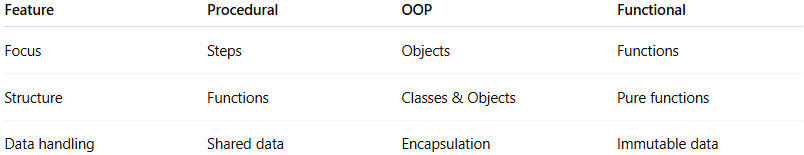 Feature Procedural OOP Functional
Focus Steps Objects Functions
Structure Functions Classes & Objects Pure functions
Data handling Shared data Encapsulation Immutable data